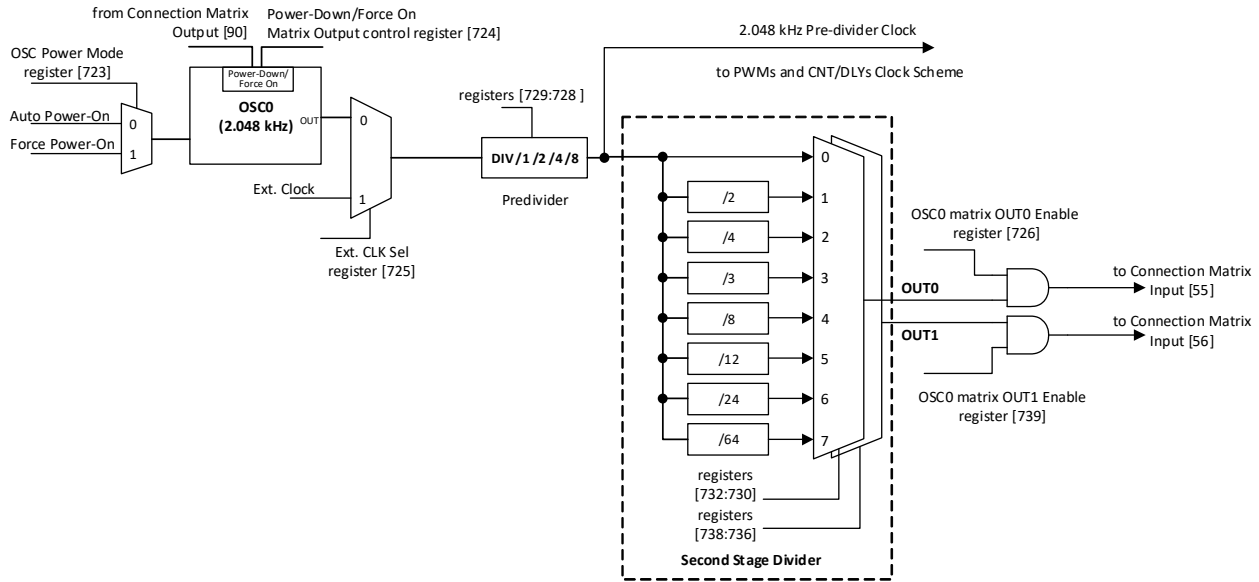 from Connection Matrix
Output [90]
Power-Down/Force On
Matrix Output control register [724]
OSC Power Mode
register [723]
Power-Down/
Force On
OSC0
(2.048 kHz)
OUT
Auto Power-On
Force Power-On
0
1
0
1
Ext. Clock
Ext. CLK Sel
register [725]
registers [729:728 ]
DIV /1 /2 /4 /8
Predivider
2.048 kHz Pre-divider Clock
to PWMs and CNT/DLYs Clock Scheme
0
/2
1
/4
2
/3
3
/8
4
/12
5
/24
6
/64
7
registers
[732:730]
registers
[738:736]
Second Stage Divider
OSC0 matrix OUT0 Enable
register [726]
OUT0
to Connection Matrix
Input [55]
OUT1
to Connection Matrix
Input [56]
OSC0 matrix OUT1 Enable
register [739]